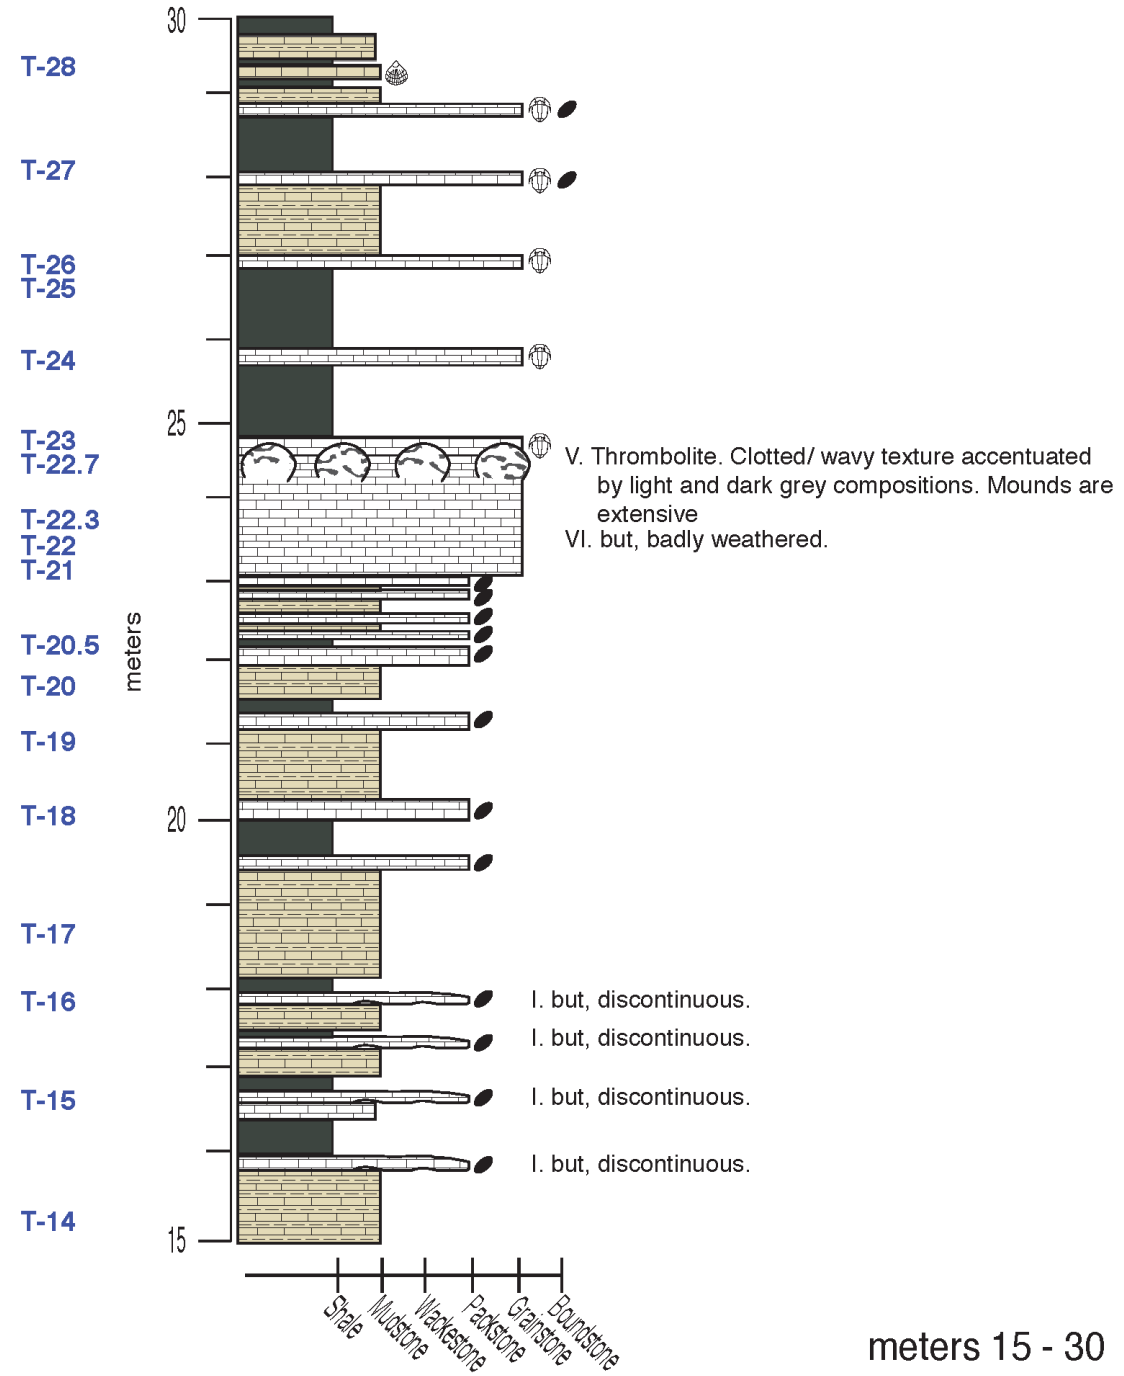 30
T-28
T-27
T-26
T-25
T-24
25
T-23
T-22.7
V. Thrombolite. Clotted/ wavy texture accentuated
by light and dark grey compositions. Mounds are
extensive
VI. but, badly weathered.
T-22.3
T-22
T-21
meters
T-20.5
T-20
T-19
T-18
20
T-17
T-16
I. but, discontinuous.
I. but, discontinuous.
T-15
I. but, discontinuous.
I. but, discontinuous.
T-14
15
Shale
Mudstone
Wackestone
Packstone
Grainstone
Boundstone
meters 15 - 30